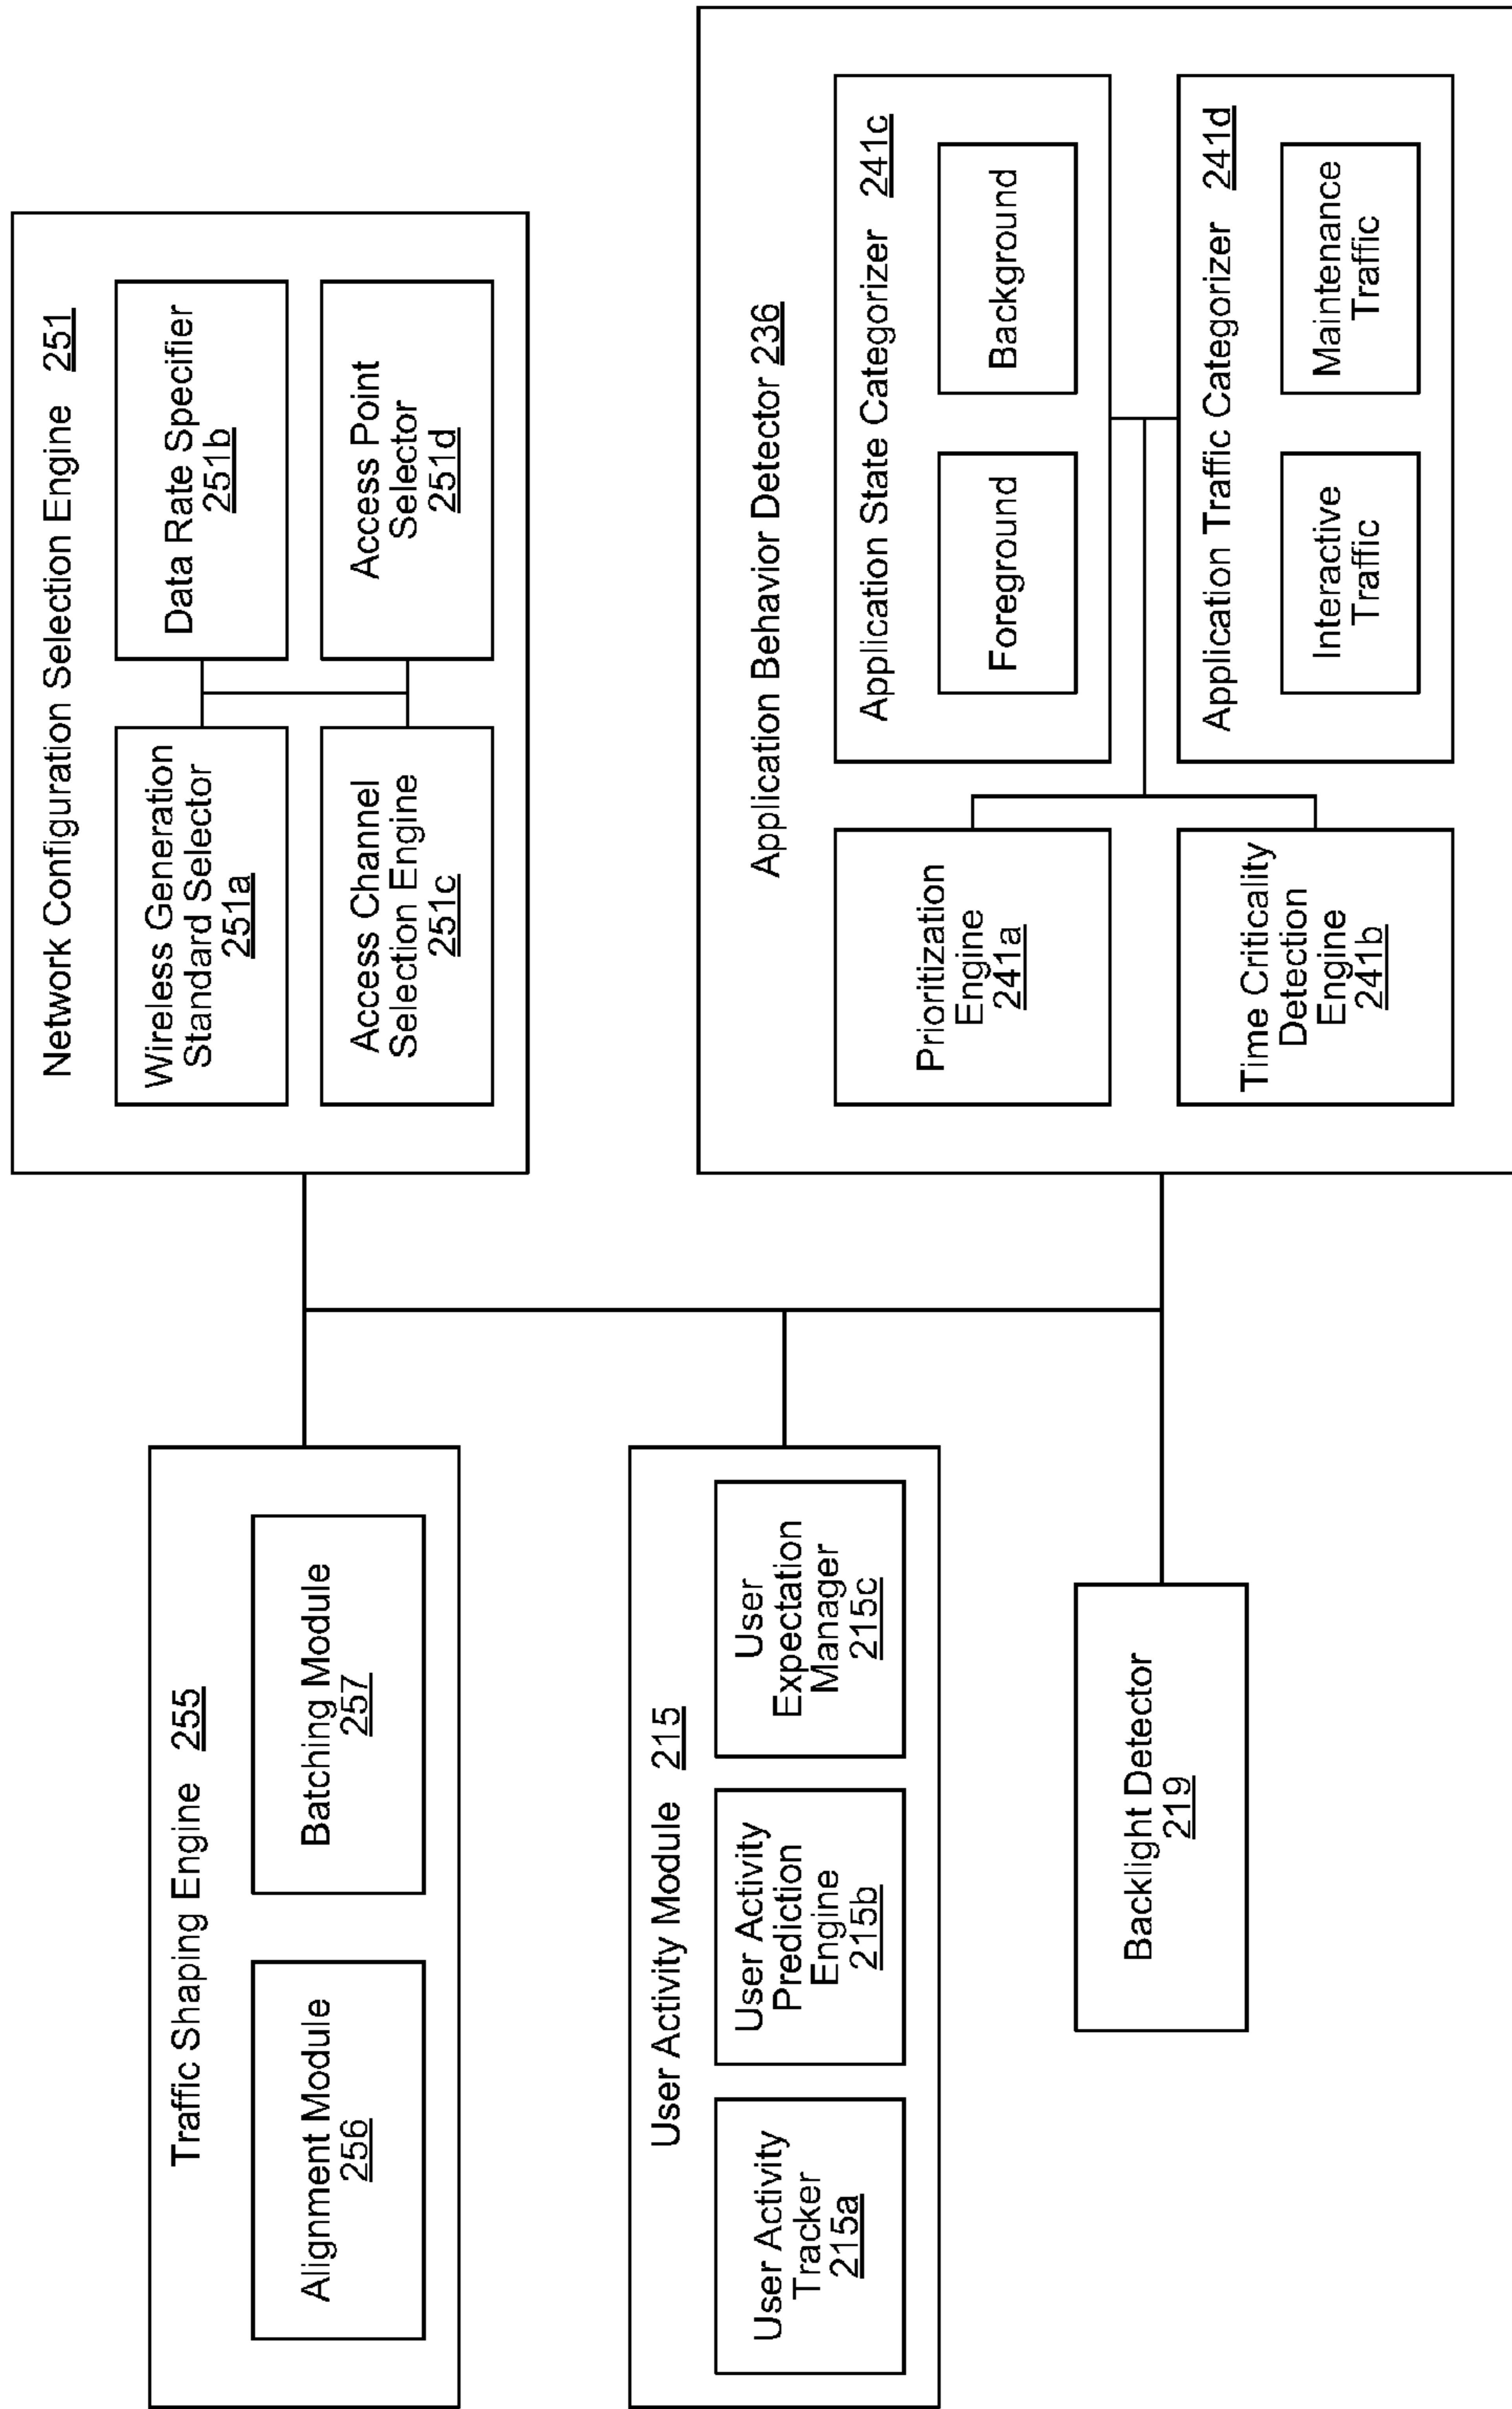 Traffic Shaping Engine 255
Alignment Module
256
Batching Module
257
User Activity Module 215
User Activity
Tracker
215a
User Activity
Prediction
Engine
215b
User
Expectation
Manager
215c
Backlight Detector
219
Network Configuration Selection Engine 251
Wireless Generation
Standard Selector
251a
Data Rate Specifier
251b
Access Channel
Selection Engine
251c
Access Point
Selector
251d
Application Behavior Detector 236
Prioritization
Engine
241a
Application State Categorizer 241c
Foreground
Background
Time Criticality
Detection
Engine
241b
Application Traffic Categorizer 241d
Interactive
Traffic
Maintenance
Traffic